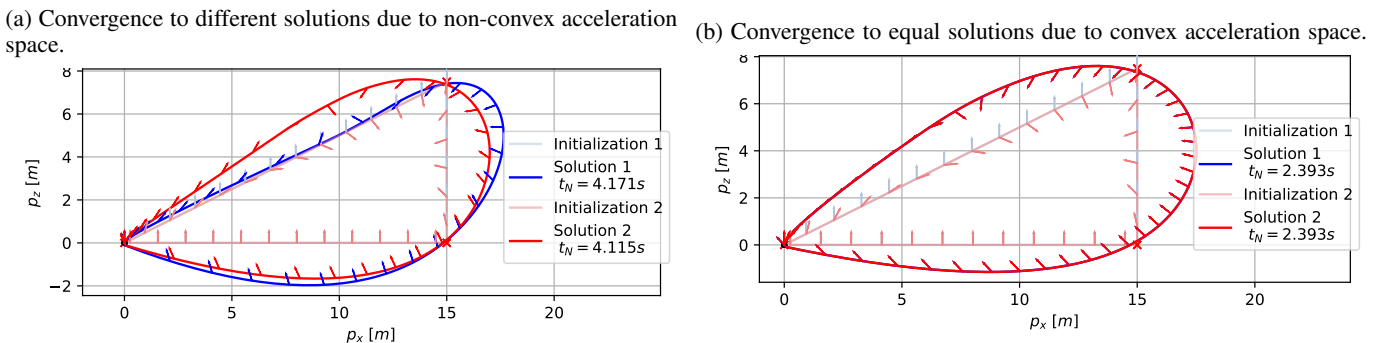 (a) Convergence to different solutions due to non-convex acceleration
space.
8
6
4
2
0
−2
p_z [m]
0
5
10
15
20
p_x [m]
Initialization 1
Solution 1
t_N = 4.171s
Initialization 2
Solution 2
t_N = 4.115s
(b) Convergence to equal solutions due to convex acceleration space.
8
6
4
2
0
p_z [m]
0
5
10
15
20
p_x [m]
Initialization 1
Solution 1
t_N = 2.393s
Initialization 2
Solution 2
t_N = 2.393s